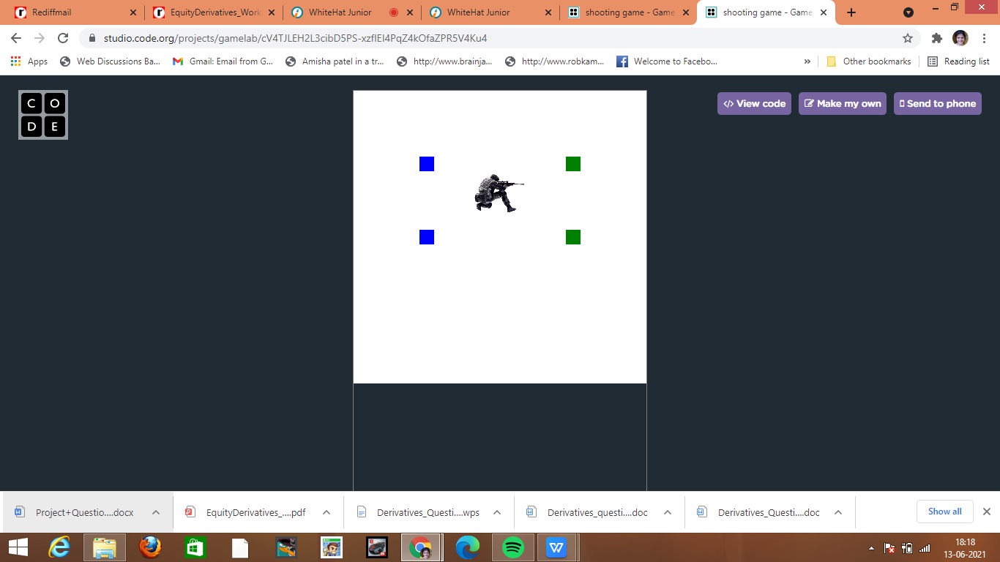 Rediffmail
EquityDerivatives_Work
WhiteHat Junior
WhiteHat Junior
shooting game - Game
shooting game - Game
studio.code.org/projects/gamelab/cV4TJLEH2L3cibD5PS-xzfIEI4PqZ4kOfaZPR5V4Ku4
Apps
Web Discussions Ba...
Gmail: Email from G...
Amisha patel in a tr...
http://www.brainja...
http://www.robkam...
Welcome to Facebo...
»
Other bookmarks
Reading list
C O
D E
</> View code
Make my own
Send to phone
Project+Questio....docx
EquityDerivatives_....pdf
Derivatives_Questi....wps
Derivatives_questi....doc
Derivatives_Questi....doc
Show all
18:18
13-06-2021